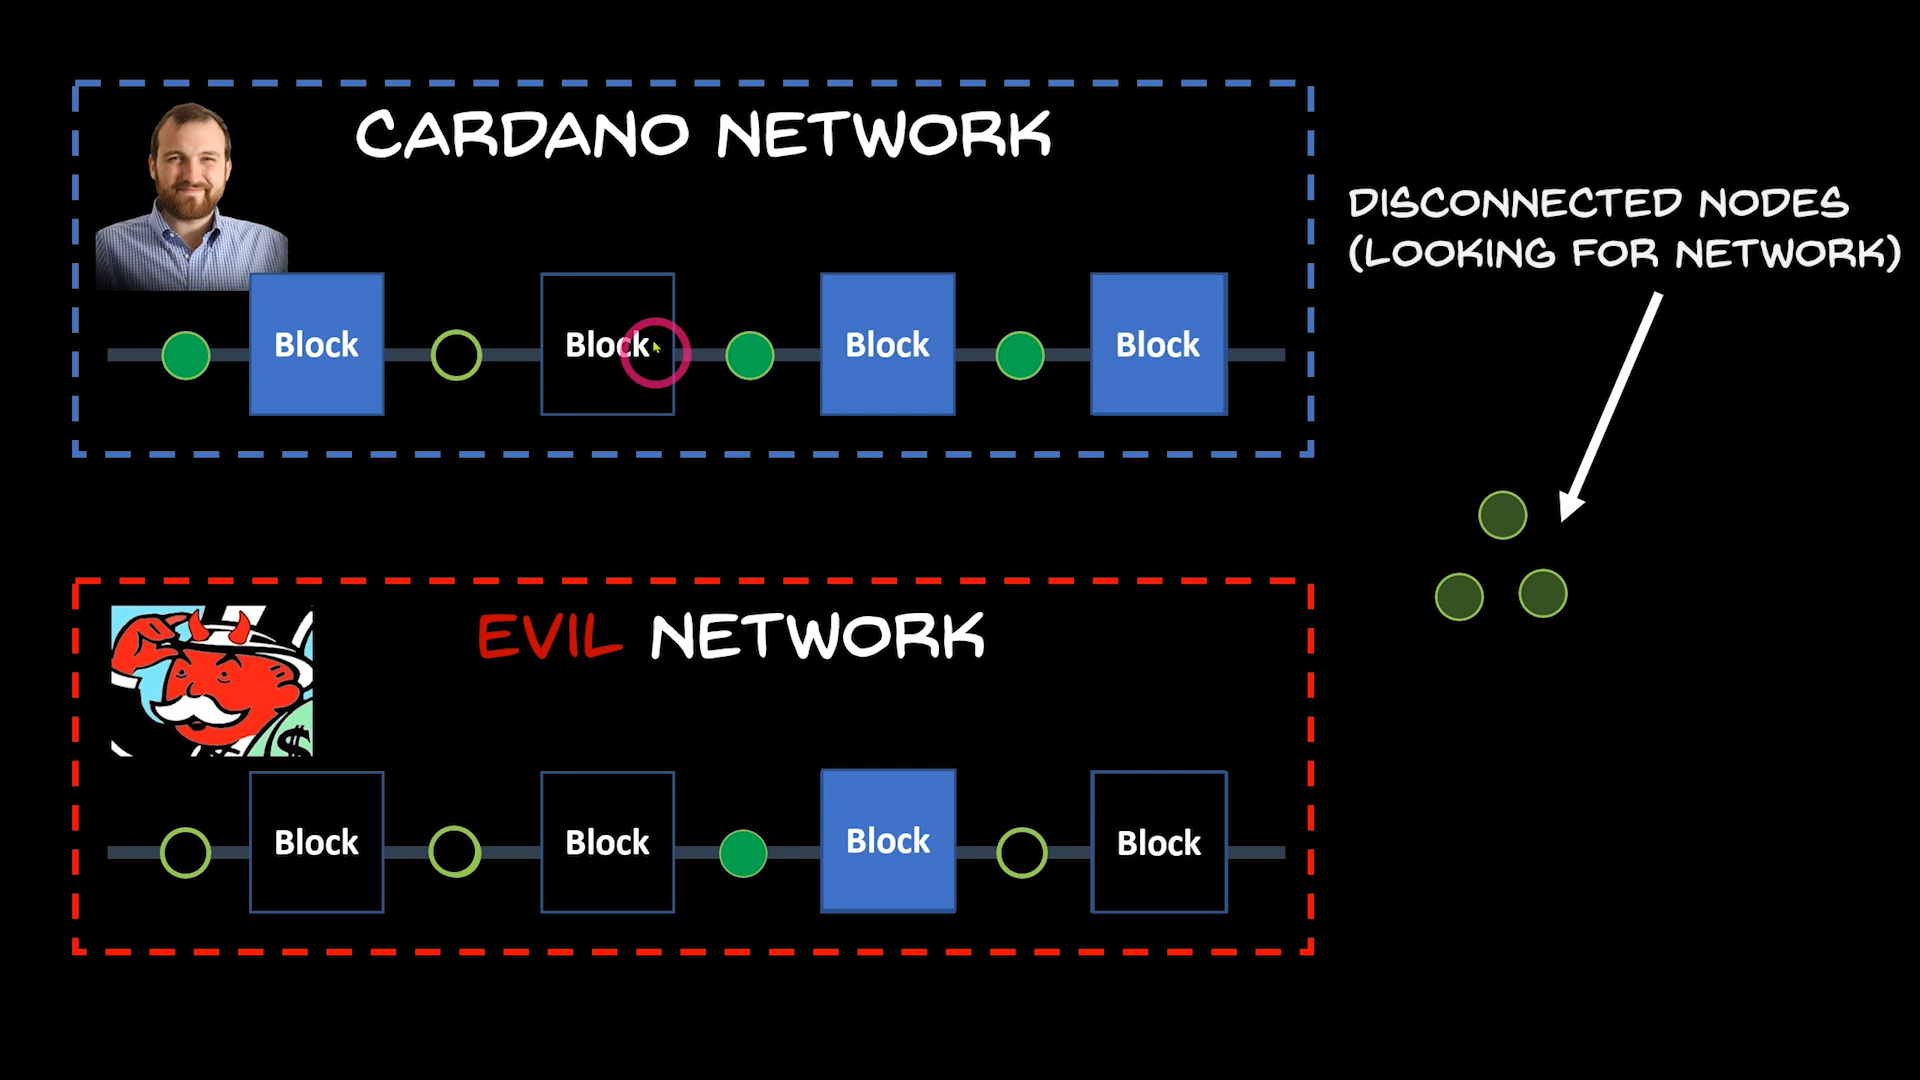 CARDANO NETWORK
DISCONNECTED NODES
(LOOKING FOR NETWORK)
Block
Block
Block
Block
EVIL NETWORK
$
Block
Block
Block
Block